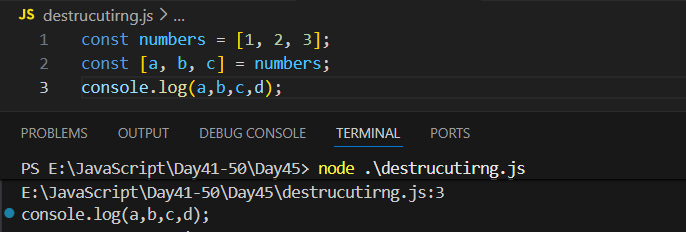 JS destrucutirng.js > ...
1 const numbers = [1, 2, 3];
2 const [a, b, c] = numbers;
3 console.log(a,b,c,d);
PROBLEMS OUTPUT DEBUG CONSOLE TERMINAL PORTS
PS E:\JavaScript\Day41-50\Day45> node .\destrucutirng.js
E:\JavaScript\Day41-50\Day45\destrucutirng.js:3
console.log(a,b,c,d);